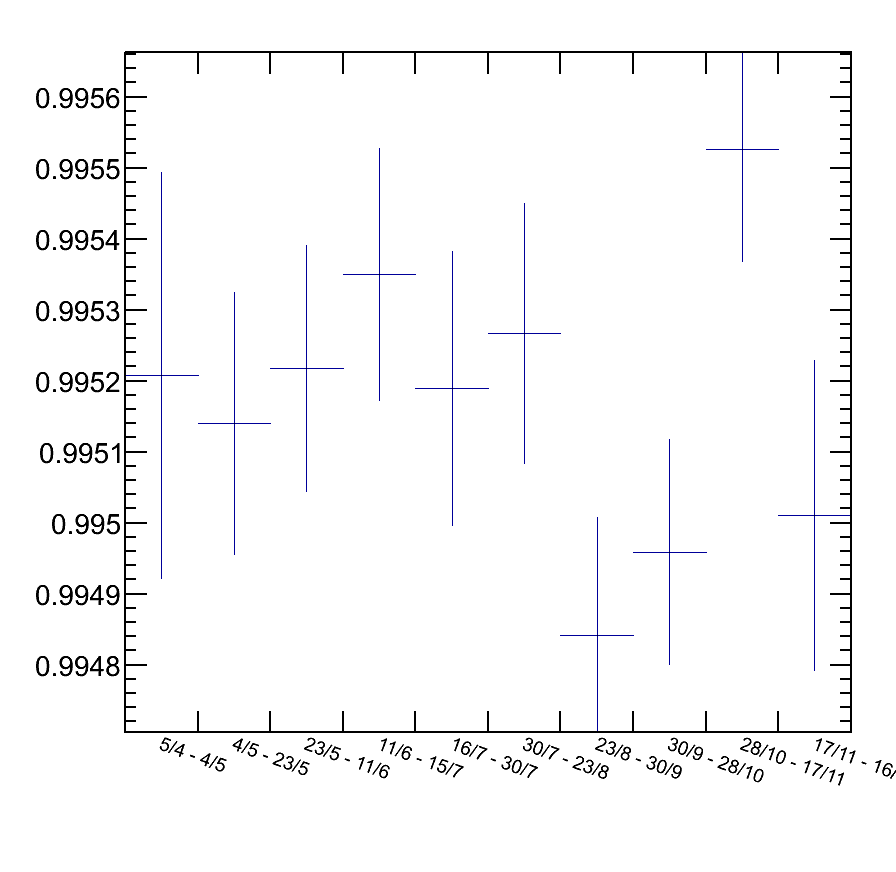 0.9956
0.9955
0.9954
0.9953
0.9952
0.9951
0.995
0.9949
0.9948
5/4 - 4/5
4/5 - 23/5
23/5 - 11/6
11/6 - 15/7
16/7 - 30/7
30/7 - 23/8
23/8 - 30/9
30/9 - 28/10
28/10 - 17/11
17/11 - 16/